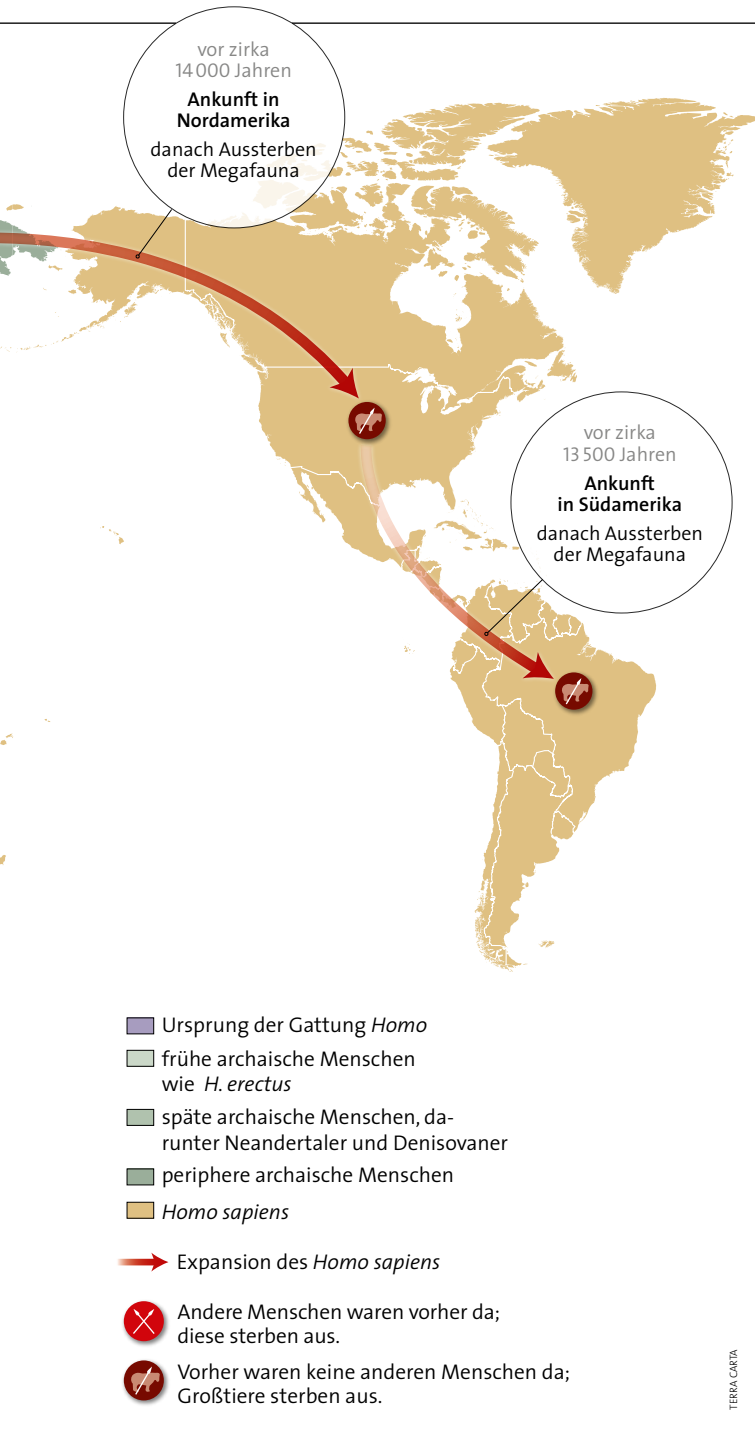 vor zirka
14 000 Jahren
Ankunft in
Nordamerika
danach Aussterben
der Megafauna
vor zirka
13 500 Jahren
Ankunft
in Südamerika
danach Aussterben
der Megafauna
Ursprung der Gattung Homo
frühe archaische Menschen
wie H. erectus
späte archaische Menschen, da-
runter Neandertaler und Denisovaner
periphere archaische Menschen
Homo sapiens
Expansion des Homo sapiens
Andere Menschen waren vorher da;
diese sterben aus.
Vorher waren keine anderen Menschen da;
Großtiere sterben aus.
TERRA CARTA